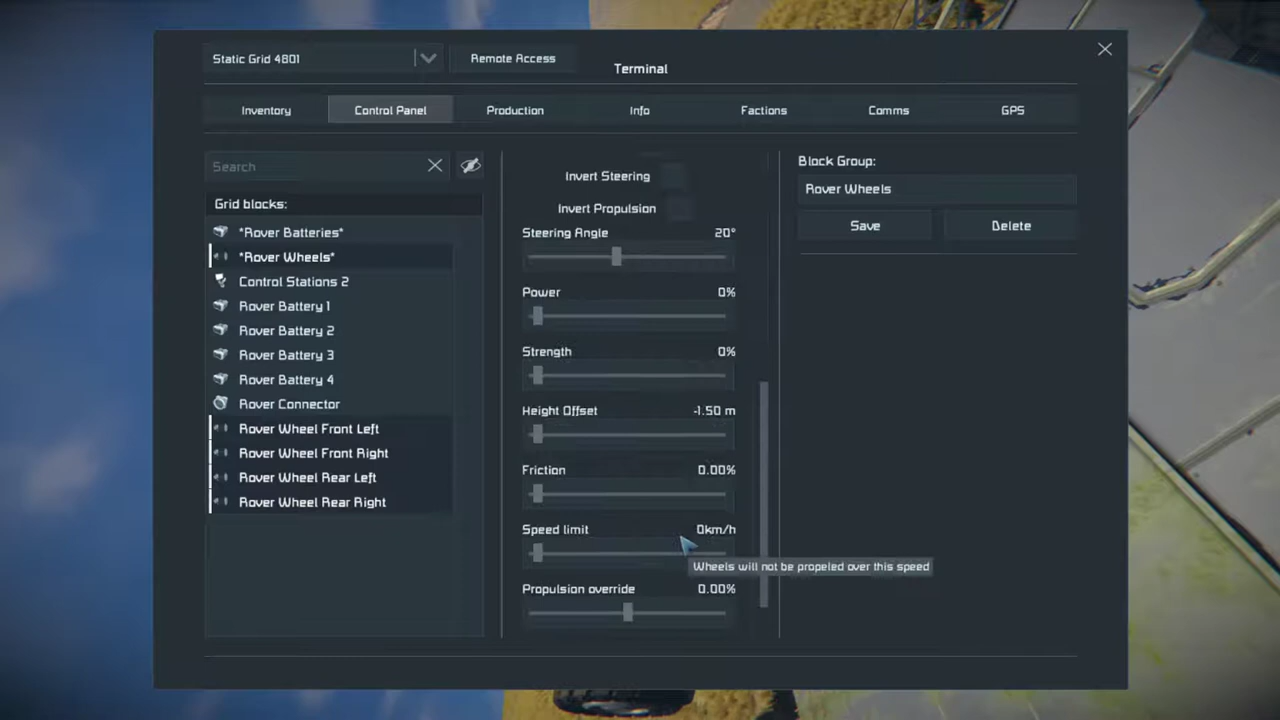 Static Grid 4801
Remote Access
Terminal
Inventory
Control Panel
Production
Info
Factions
Comms
GPS
Search
Grid blocks:
*Rover Batteries*
*Rover Wheels*
Control Stations 2
Rover Battery 1
Rover Battery 2
Rover Battery 3
Rover Battery 4
Rover Connector
Rover Wheel Front Left
Rover Wheel Front Right
Rover Wheel Rear Left
Rover Wheel Rear Right
Invert Steering
Invert Propulsion
Steering Angle 20°
Power 0%
Strength 0%
Height Offset -1.50 m
Friction 0.00%
Speed limit 0km/h
Wheels will not be propeled over this speed
Propulsion override 0.00%
Block Group:
Rover Wheels
Save
Delete